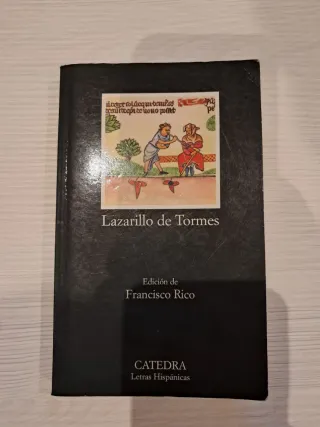 Lazarillo de Tormes
Edición de
Francisco Rico
CATEDRA
Letras Hispánicas